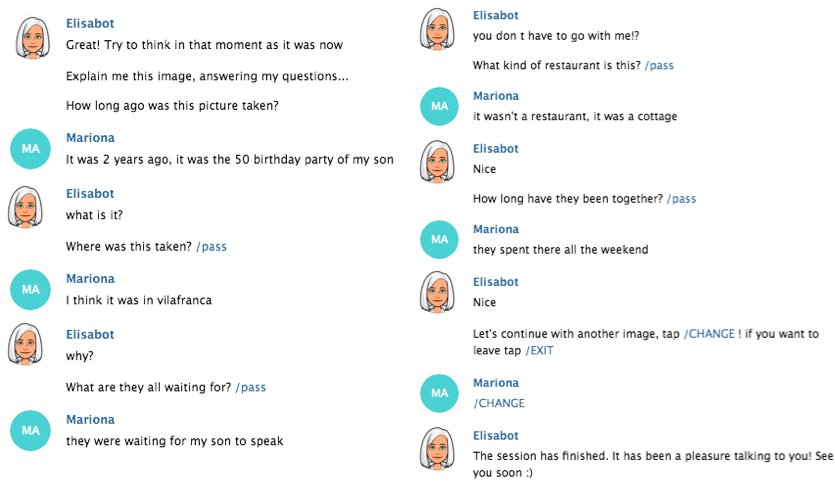 Elisabot
Great! Try to think in that moment as it was now
Explain me this image, answering my questions...
How long ago was this picture taken?
MA
Mariona
It was 2 years ago, it was the 50 birthday party of my son
Elisabot
what is it?
Where was this taken? /pass
MA
Mariona
I think it was in vilafranca
Elisabot
why?
What are they all waiting for? /pass
MA
Mariona
they were waiting for my son to speak
Elisabot
you don t have to go with me!?
What kind of restaurant is this? /pass
MA
Mariona
it wasn't a restaurant, it was a cottage
Elisabot
Nice
How long have they been together? /pass
MA
Mariona
they spent there all the weekend
Elisabot
Nice
Let's continue with another image, tap /CHANGE ! if you want to
leave tap /EXIT
MA
Mariona
/CHANGE
Elisabot
The session has finished. It has been a pleasure talking to you! See
you soon :)